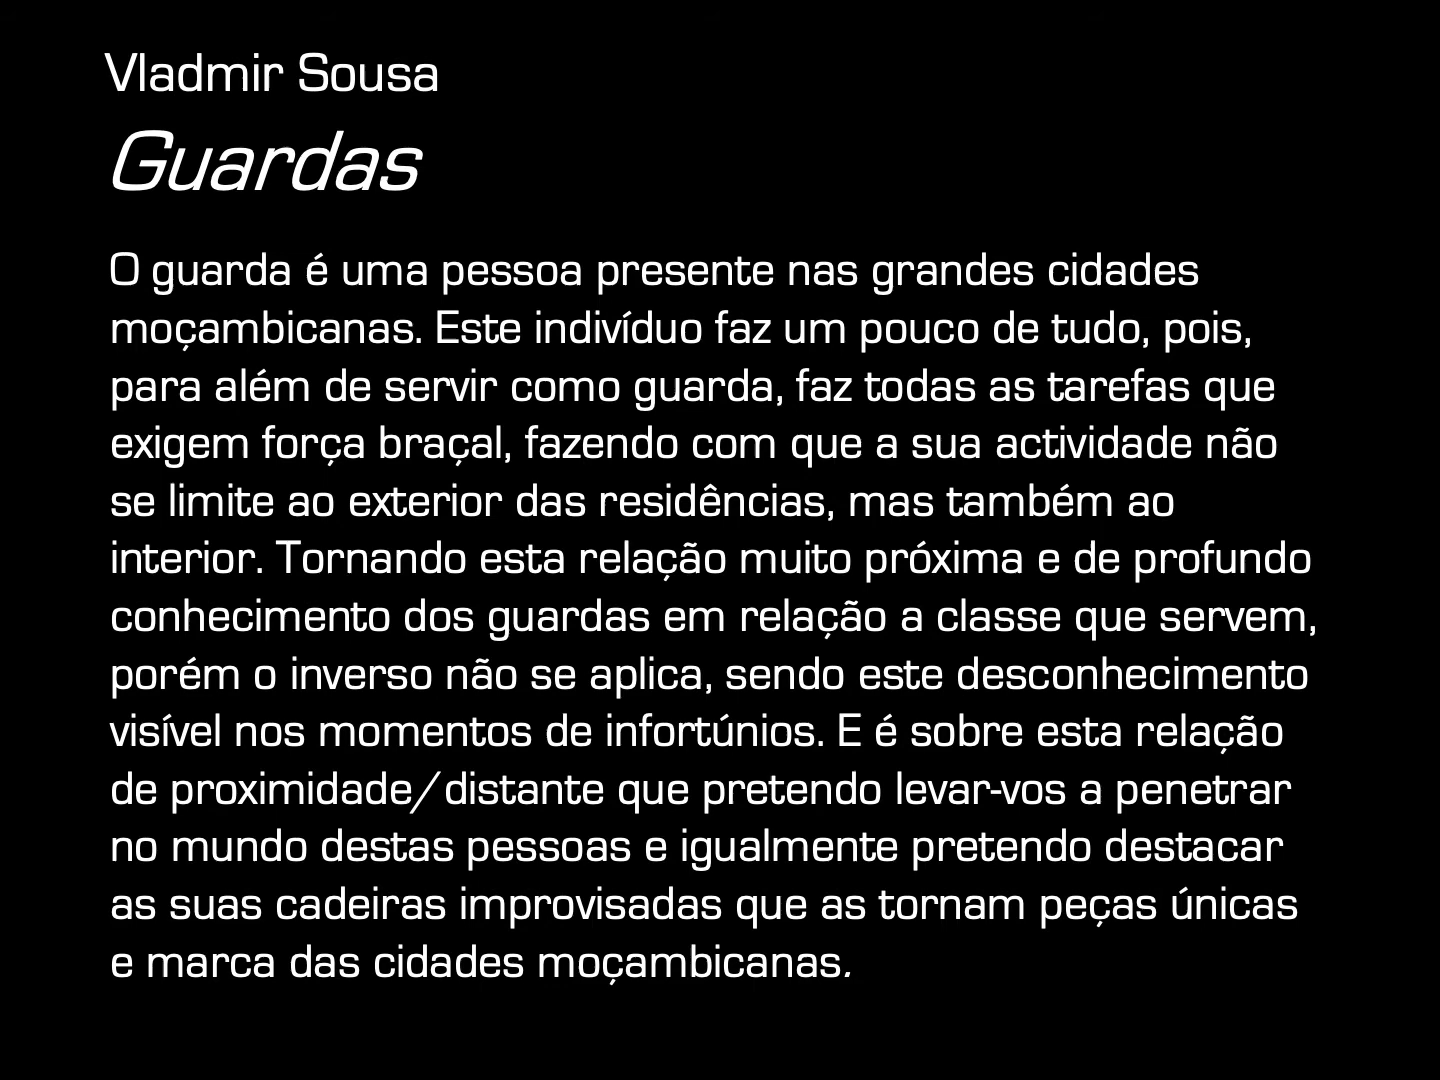 Vladmir Sousa
Guardas
O guarda é uma pessoa presente nas grandes cidades
moçambicanas. Este indivíduo faz um pouco de tudo, pois,
para além de servir como guarda, faz todas as tarefas que
exigem força braçal, fazendo com que a sua actividade não
se limite ao exterior das residências, mas também ao
interior. Tornando esta relação muito próxima e de profundo
conhecimento dos guardas em relação a classe que servem,
porém o inverso não se aplica, sendo este desconhecimento
visível nos momentos de infortúnios. E é sobre esta relação
de proximidade/distante que pretendo levar-vos a penetrar
no mundo destas pessoas e igualmente pretendo destacar
as suas cadeiras improvisadas que as tornam peças únicas
e marca das cidades moçambicanas.